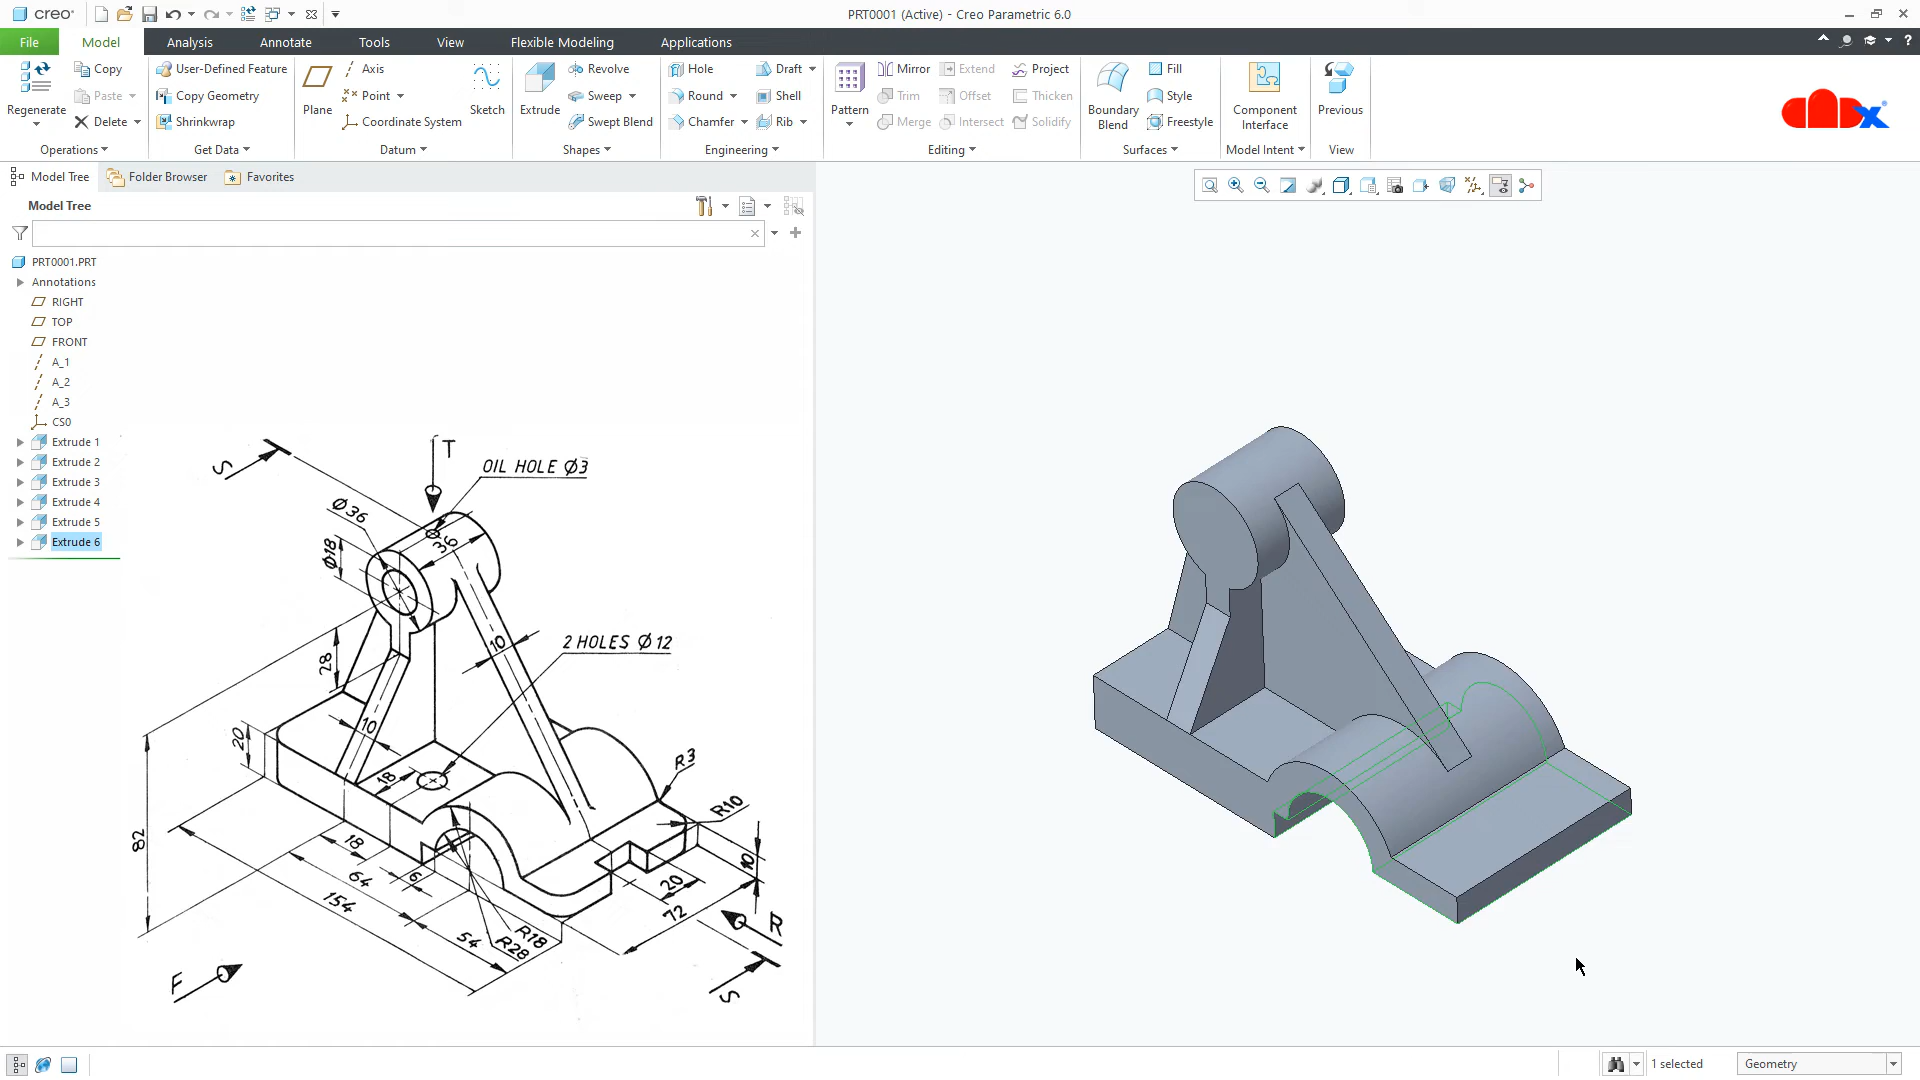 creo
PRT0001 (Active) - Creo Parametric 6.0
File
Model
Analysis
Annotate
Tools
View
Flexible Modeling
Applications
Regenerate
Copy
Paste
Delete
Operations
User-Defined Feature
Copy Geometry
Shrinkwrap
Get Data
Plane
Axis
Point
Coordinate System
Sketch
Datum
Extrude
Revolve
Sweep
Swept Blend
Shapes
Hole
Round
Chamfer
Draft
Shell
Rib
Engineering
Pattern
Mirror
Extend
Project
Trim
Offset
Thicken
Merge
Intersect
Solidify
Editing
Boundary
Blend
Fill
Style
Freestyle
Surfaces
Component
Interface
Model Intent
Previous
View
Model Tree
Folder Browser
Favorites
Model Tree
PRT0001.PRT
Annotations
RIGHT
TOP
FRONT
A_1
A_2
A_3
CS0
Extrude 1
Extrude 2
Extrude 3
Extrude 4
Extrude 5
Extrude 6
S
T
OIL HOLE Ø3
Ø36
36
Ø18
10
2 HOLES Ø12
28
10
20
18
R3
R10
82
18
64
6
154
10
20
72
R
54
R18
R28
F
S
1 selected
Geometry